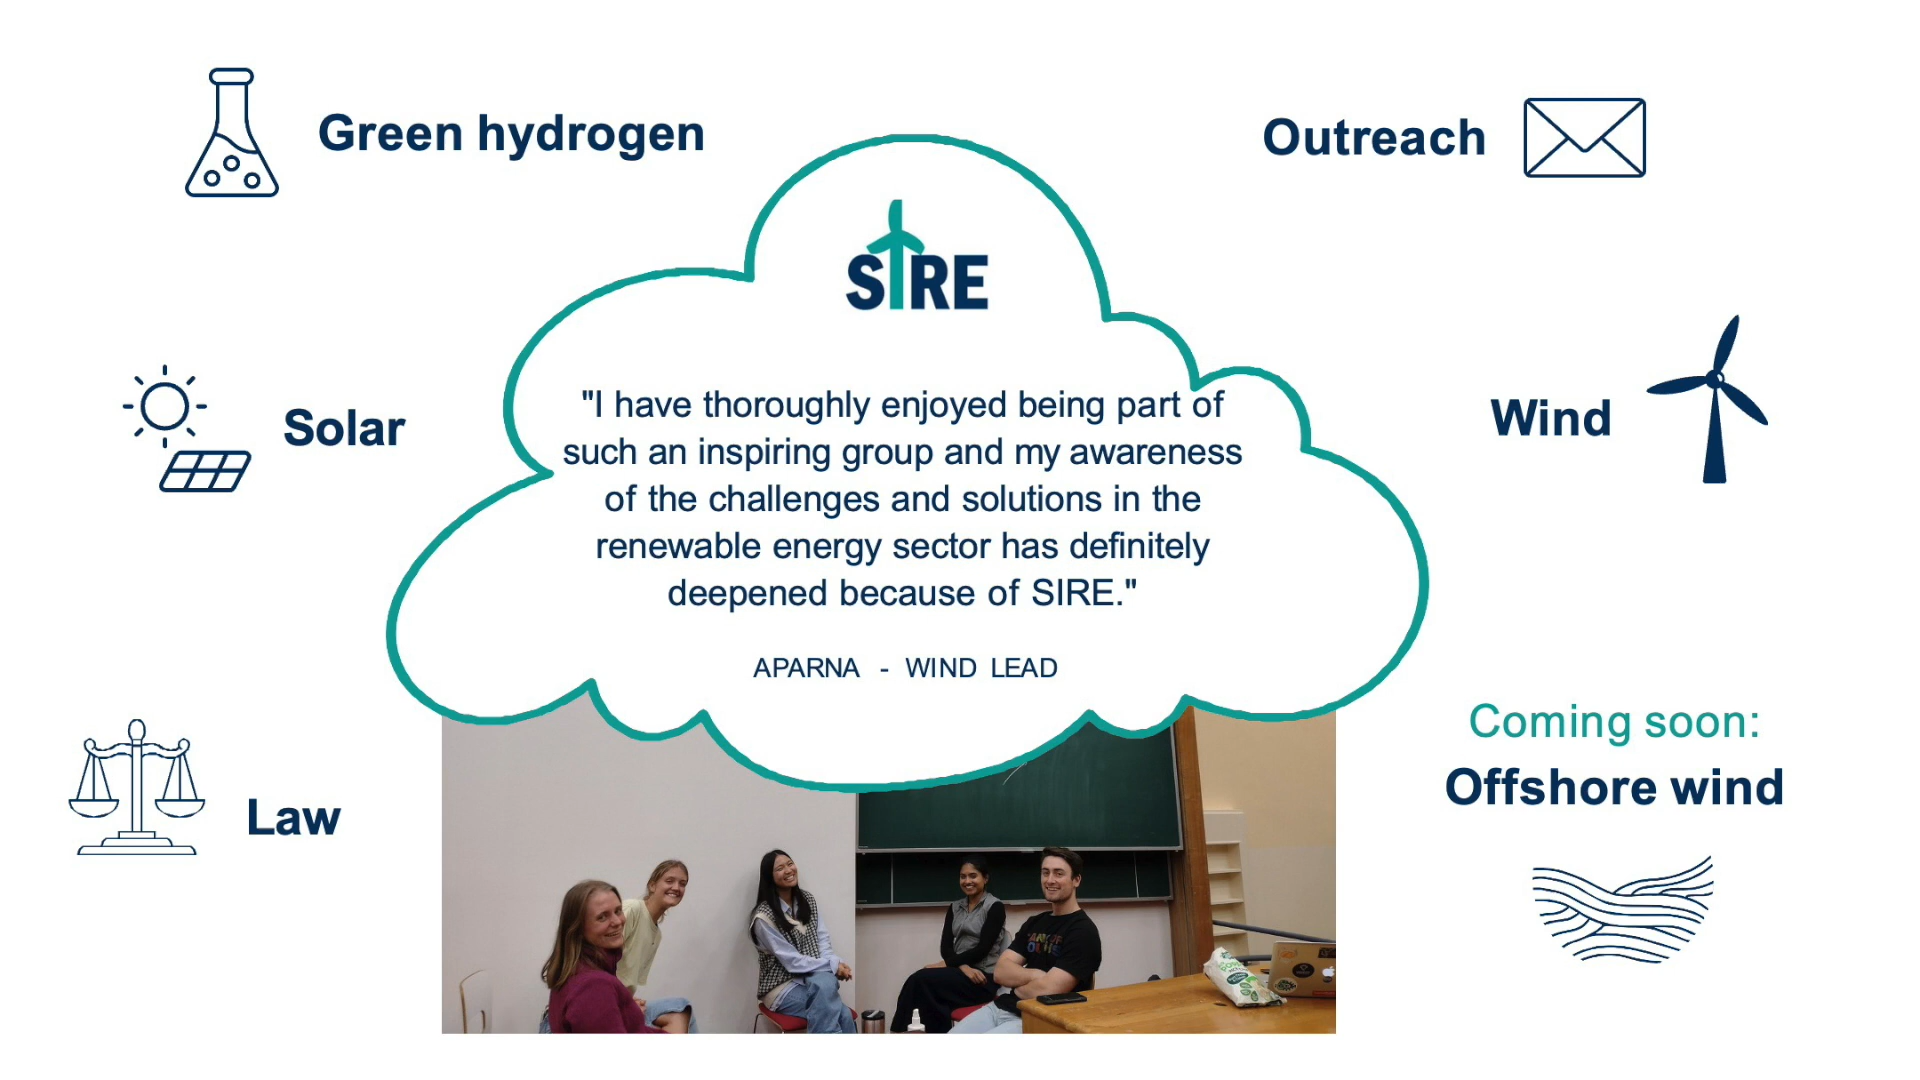 Green hydrogen
Outreach
SIRE
Solar
Wind
"I have thoroughly enjoyed being part of
such an inspiring group and my awareness
of the challenges and solutions in the
renewable energy sector has definitely
deepened because of SIRE."
APARNA - WIND LEAD
Law
Coming soon:
Offshore wind